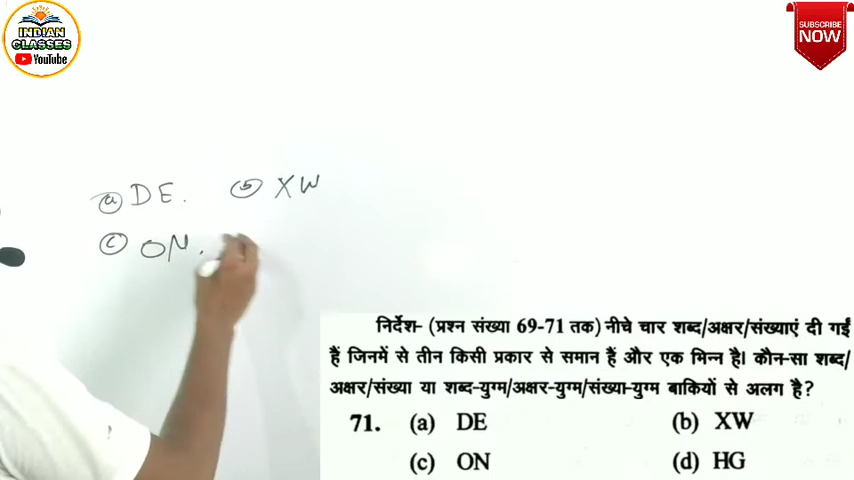 INDIAN
CLASSES
YouTube
SUBSCRIBE
NOW
(a) DE. (b) XW
(c) ON.
निर्देश- (प्रश्न संख्या 69-71 तक) नीचे चार शब्द/अक्षर/संख्याएं दी गईं
हैं जिनमें से तीन किसी प्रकार से समान हैं और एक भिन्न है। कौन-सा शब्द/
अक्षर/संख्या या शब्द-युग्म/अक्षर-युग्म/संख्या-युग्म बाकियों से अलग है?
71. (a) DE (b) XW
(c) ON (d) HG